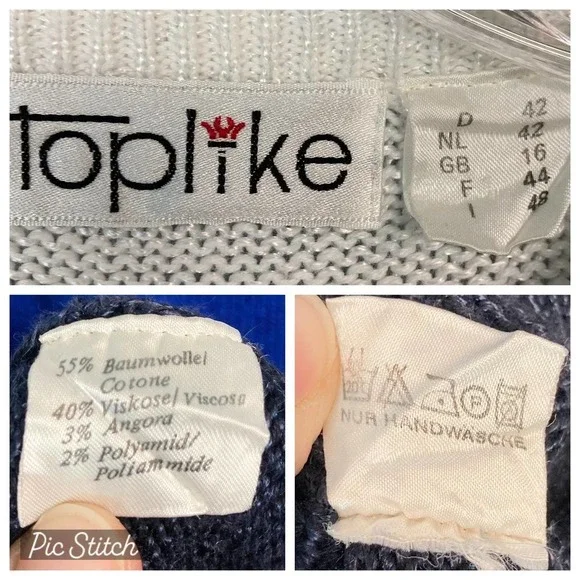 toplike
D 42
NL 42
GB 16
F 44
I 48
55% Baumwolle/
Cotone
40% Viskose/ Viscosa
3% Angora
2% Polyamid/
Poliammide
20°C P
NUR HANDWÄSCHE
Pic Stitch